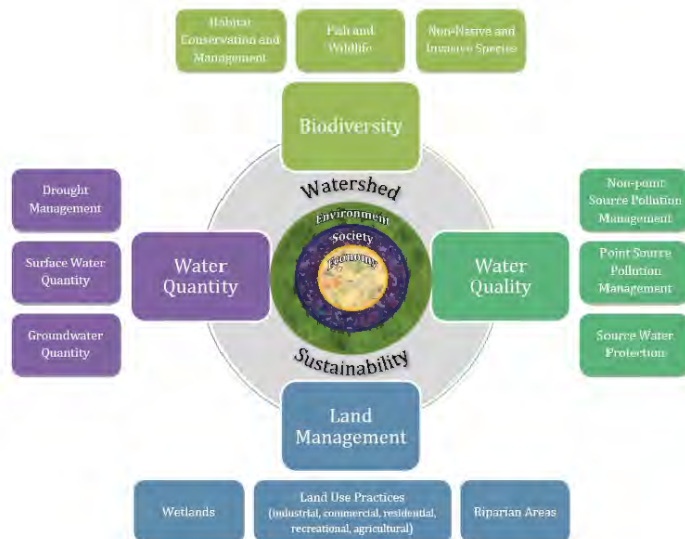 Habitat
Conservation and
Management
Fish and
Wildlife
Non-Native and
Invasive Species
Biodiversity
Watershed
Environment
Society
Economy
Sustainability
Drought
Management
Surface Water
Quantity
Groundwater
Quantity
Water
Quantity
Water
Quality
Non-point
Source Pollution
Management
Point Source
Pollution
Management
Source Water
Protection
Land
Management
Wetlands
Land Use Practices
(industrial, commercial, residential,
recreational, agricultural)
Riparian Areas